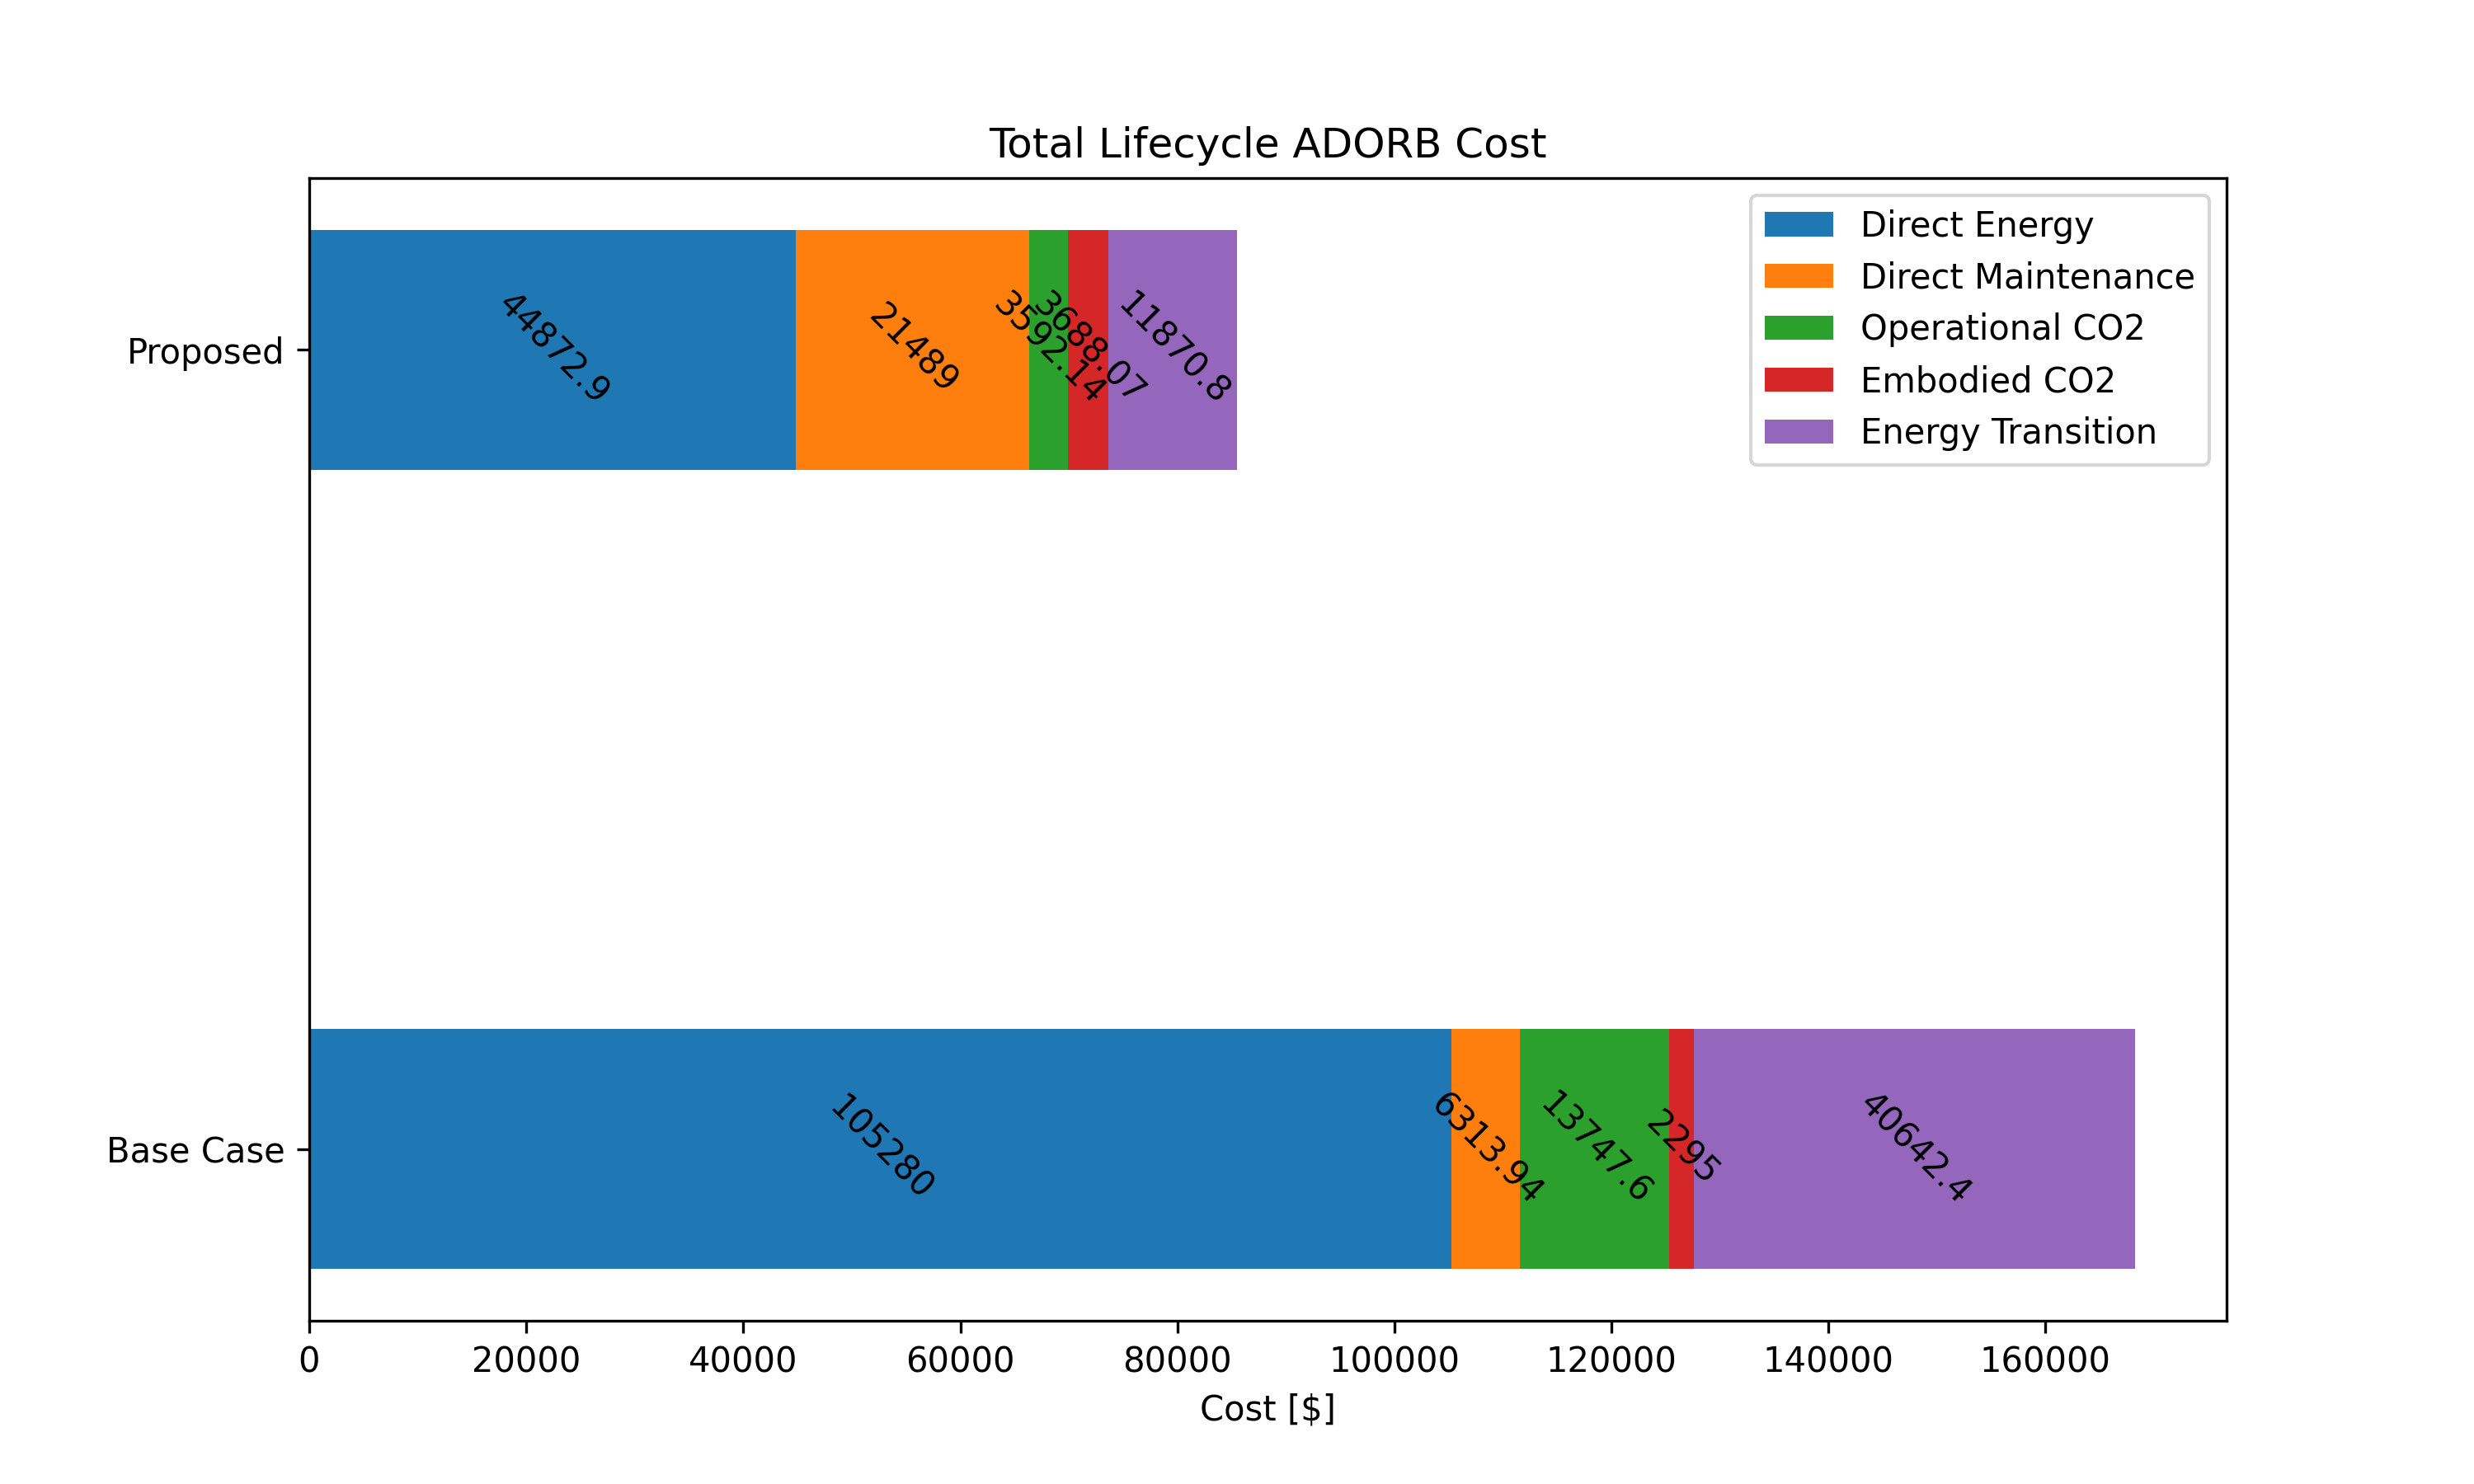 Total Lifecycle ADORB Cost
Direct Energy
Direct Maintenance
Operational CO2
Embodied CO2
Energy Transition
Proposed
44872.9
21489
3592.14
3688.07
11870.8
Base Case
105280
6313.94
13747.6
2295
40642.4
0 20000 40000 60000 80000 100000 120000 140000 160000
Cost [$]